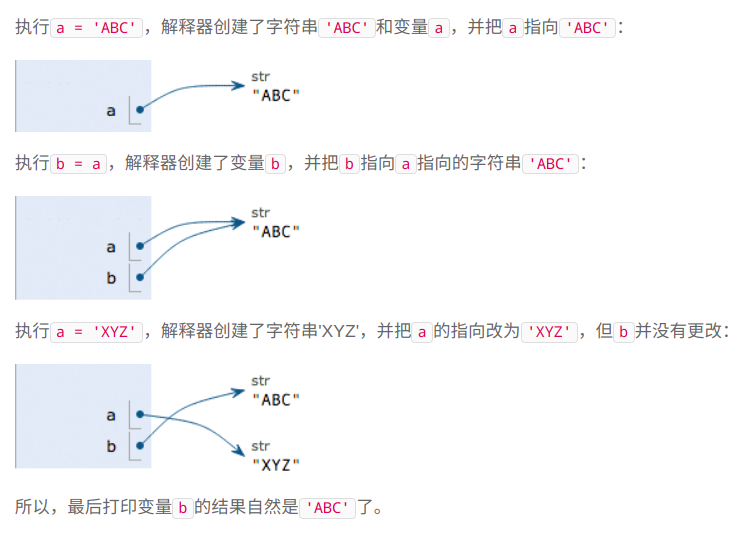 执行a = 'ABC'，解释器创建了字符串'ABC'和变量a，并把a指向'ABC'：
str
a
"ABC"
执行b = a，解释器创建了变量b，并把b指向a指向的字符串'ABC'：
str
"ABC"
a
b
执行a = 'XYZ'，解释器创建了字符串'XYZ'，并把a的指向改为'XYZ'，但b并没有更改：
str
"ABC"
a
b
str
"XYZ"
所以，最后打印变量b的结果自然是'ABC'了。